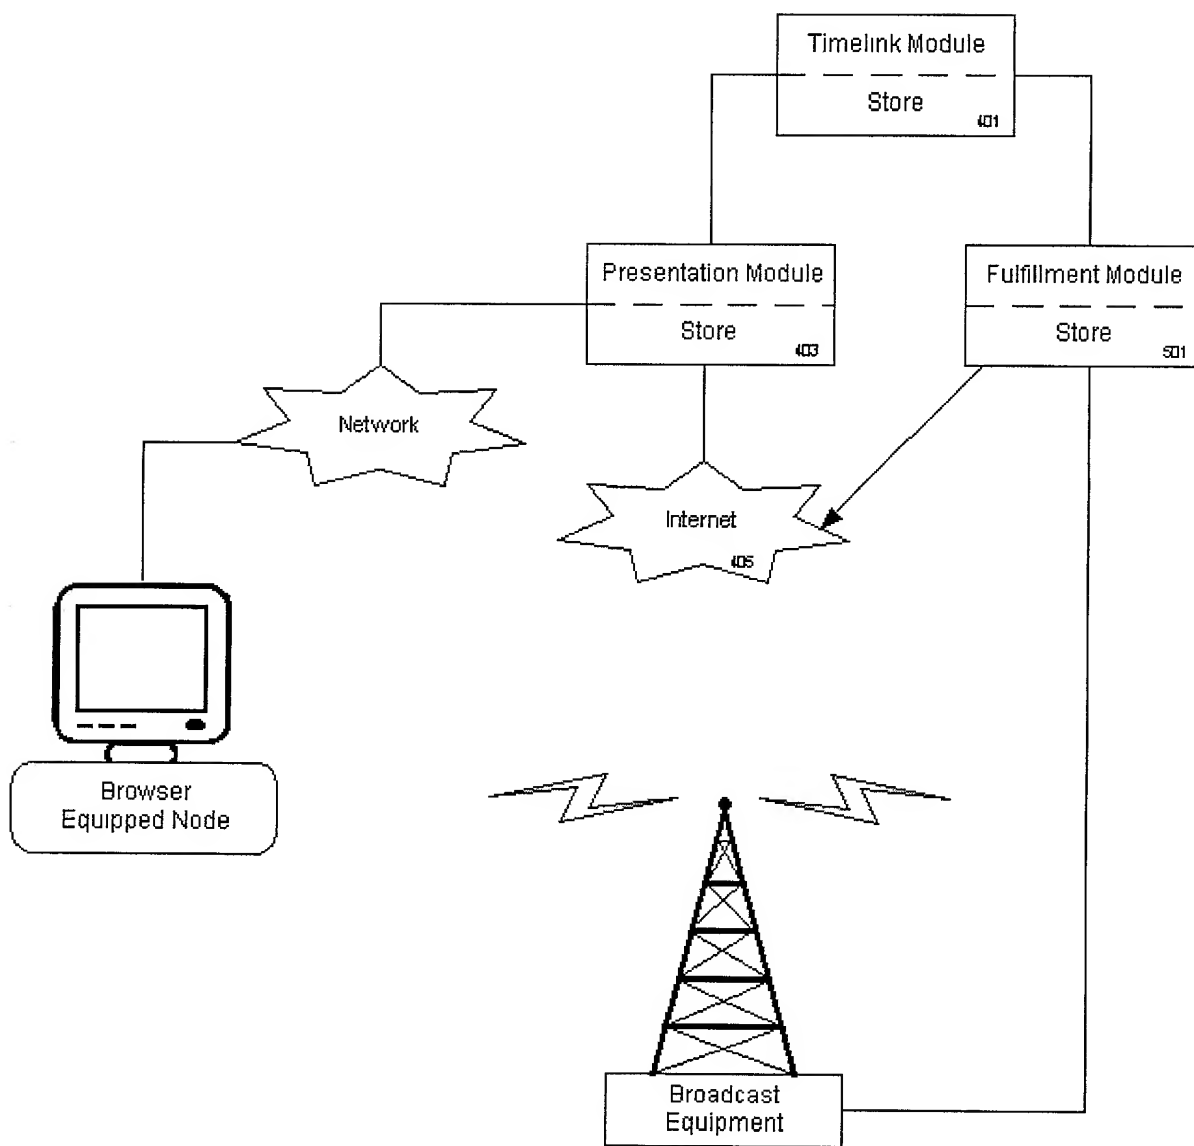 Timelink Module
Store
401
Presentation Module
Store
403
Fulfillment Module
Store
501
Network
Internet
405
Browser
Equipped Node
Broadcast
Equipment